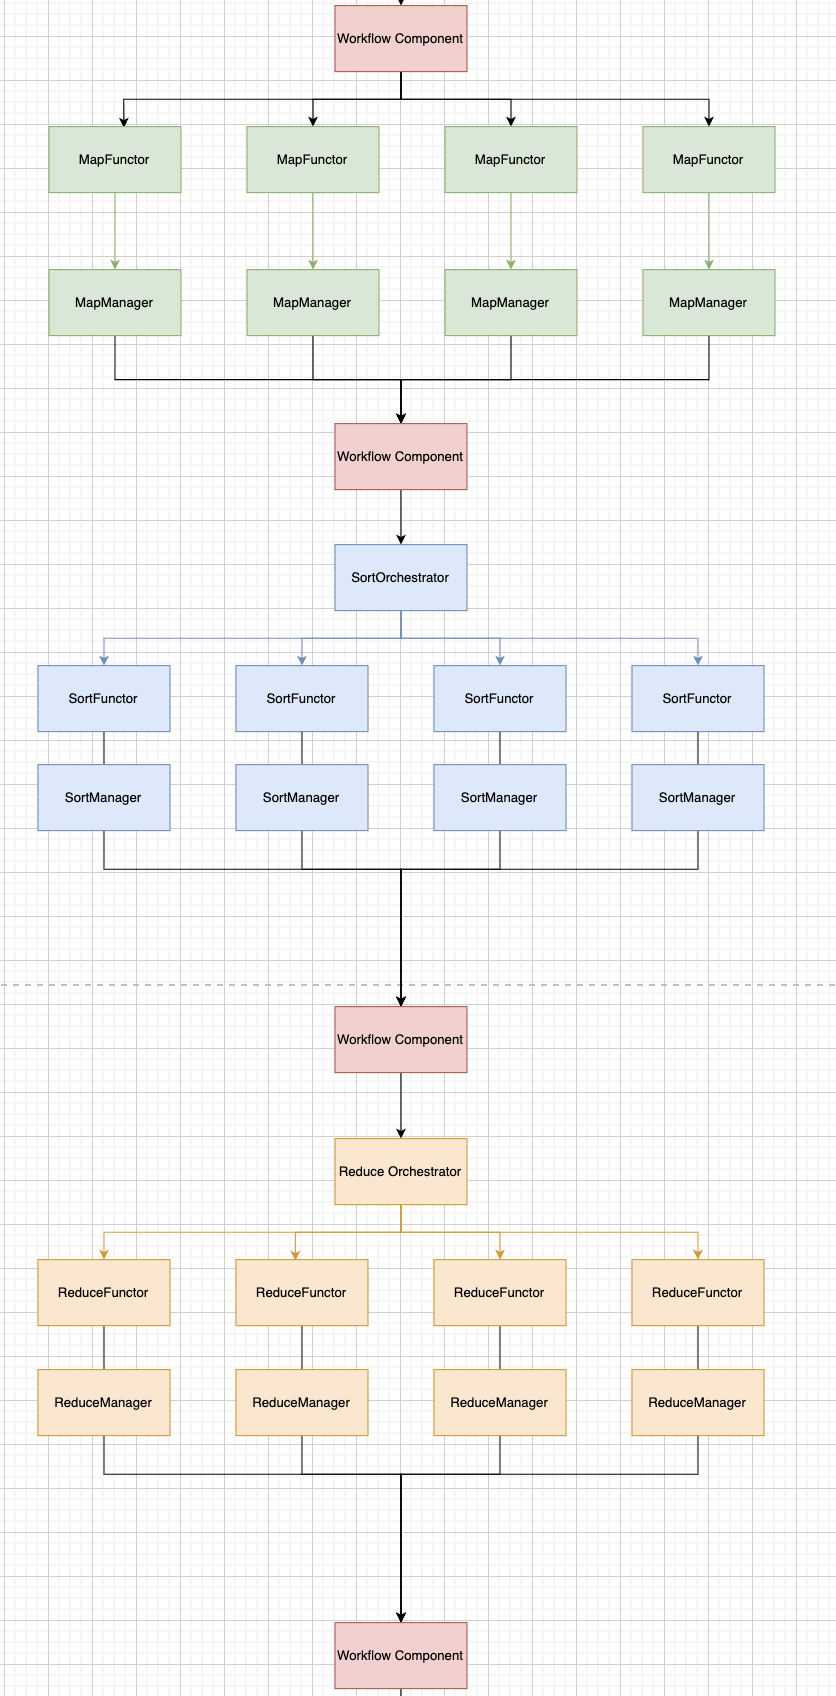 Workflow Component
MapFunctor
MapFunctor
MapFunctor
MapFunctor
MapManager
MapManager
MapManager
MapManager
Workflow Component
SortOrchestrator
SortFunctor
SortFunctor
SortFunctor
SortFunctor
SortManager
SortManager
SortManager
SortManager
Workflow Component
Reduce Orchestrator
ReduceFunctor
ReduceFunctor
ReduceFunctor
ReduceFunctor
ReduceManager
ReduceManager
ReduceManager
ReduceManager
Workflow Component